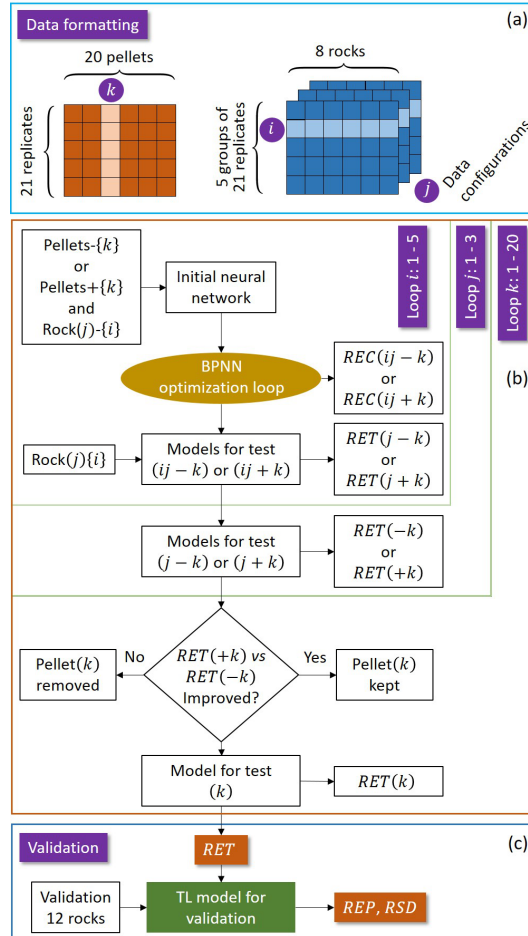 Data formatting
(a)
20 pellets
k
21 replicates
8 rocks
i
5 groups of
21 replicates
j
Data
configurations
Pellets-{k}
or
Pellets+{k}
and
Rock(j)-{i}
Initial neural
network
Loop i: 1 - 5
Loop j: 1 - 3
Loop k: 1 - 20
(b)
BPNN
optimization loop
REC(ij − k)
or
REC(ij + k)
Rock(j){i}
Models for test
(ij − k) or (ij + k)
RET(j − k)
or
RET(j + k)
Models for test
(j − k) or (j + k)
RET(−k)
or
RET(+k)
No
RET(+k) vs
RET(−k)
Improved?
Yes
Pellet(k)
removed
Pellet(k)
kept
Model for test
(k)
RET(k)
Validation
(c)
RET
Validation
12 rocks
TL model for
validation
REP, RSD